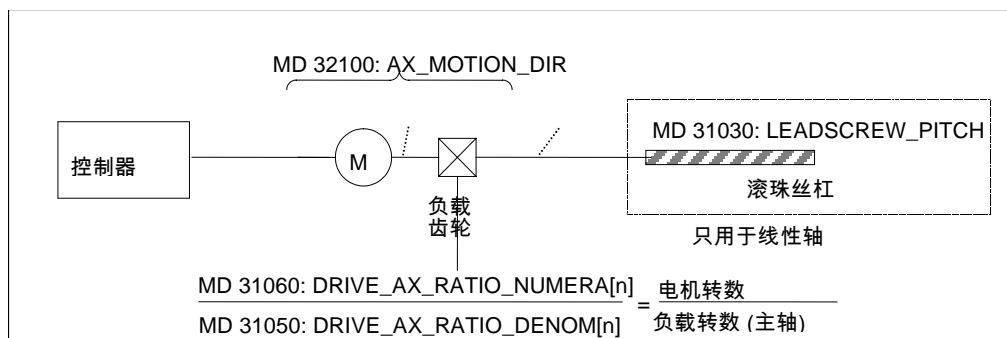 MD 32100: AX_MOTION_DIR
MD 31030: LEADSCREW_PITCH
控制器
M
滚珠丝杠
负载
齿轮
只用于线性轴
MD 31060: DRIVE_AX_RATIO_NUMERA[n]
MD 31050: DRIVE_AX_RATIO_DENOM[n]
=
电机转数
负载转数 (主轴)